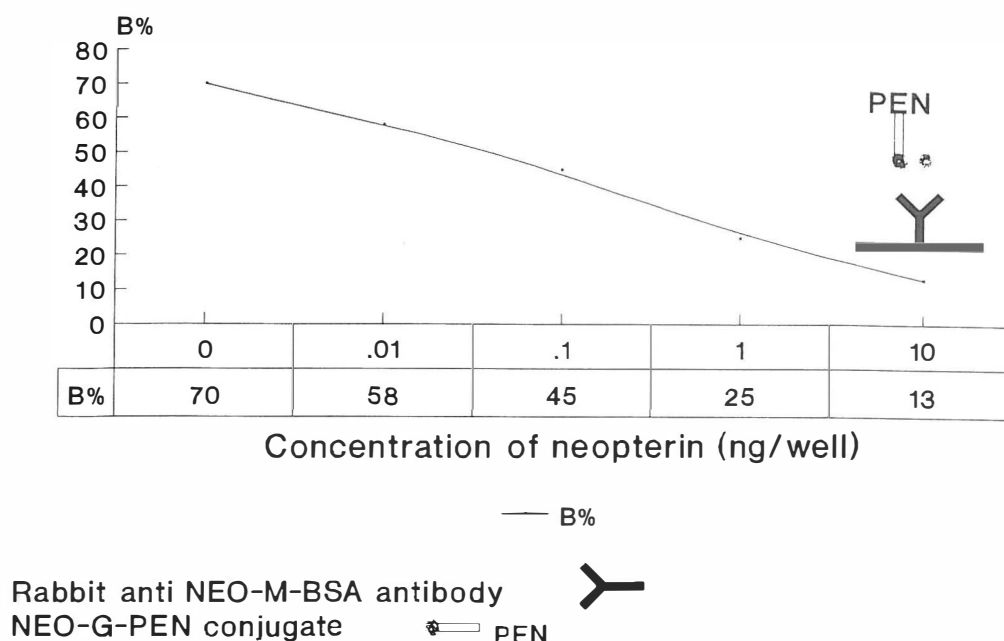 B%
80
70
60
50
40
30
20
10
0
PEN
0 .01 .1 1 10
B% 70 58 45 25 13
Concentration of neopterin (ng/well)
B%
Rabbit anti NEO-M-BSA antibody
NEO-G-PEN conjugate PEN